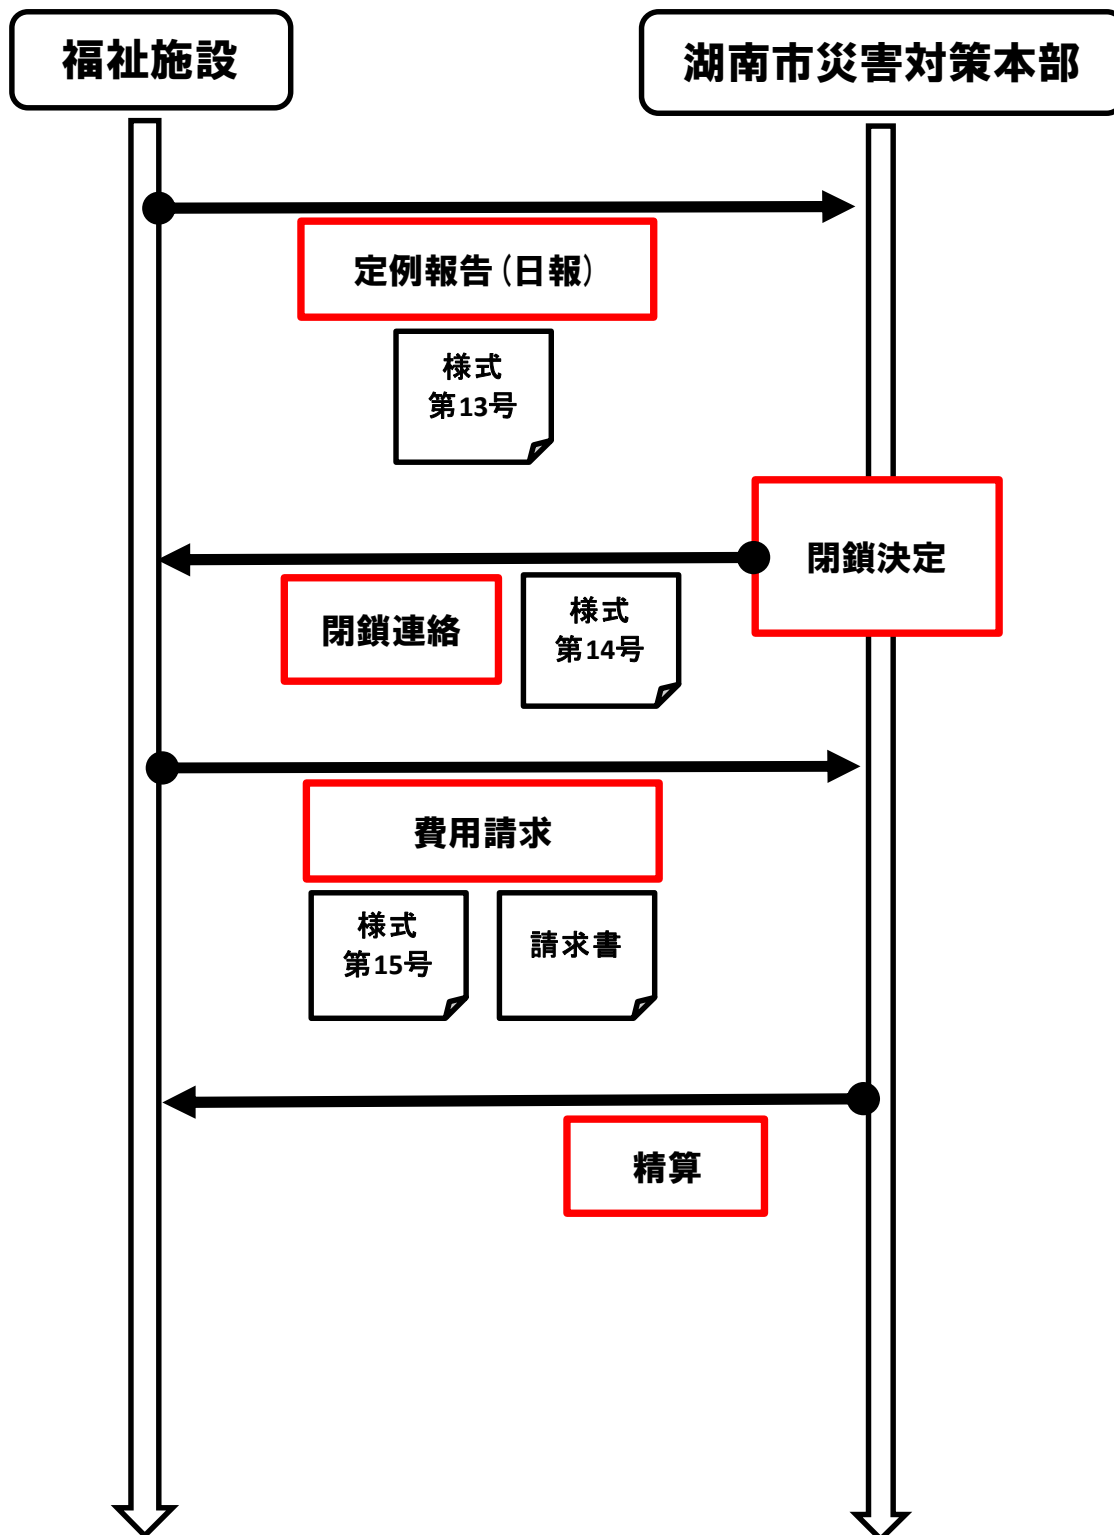 福祉施設
湖南市災害対策本部
定例報告(日報)
様式
第13号
閉鎖決定
閉鎖連絡
様式
第14号
費用請求
様式
第15号
請求書
精算